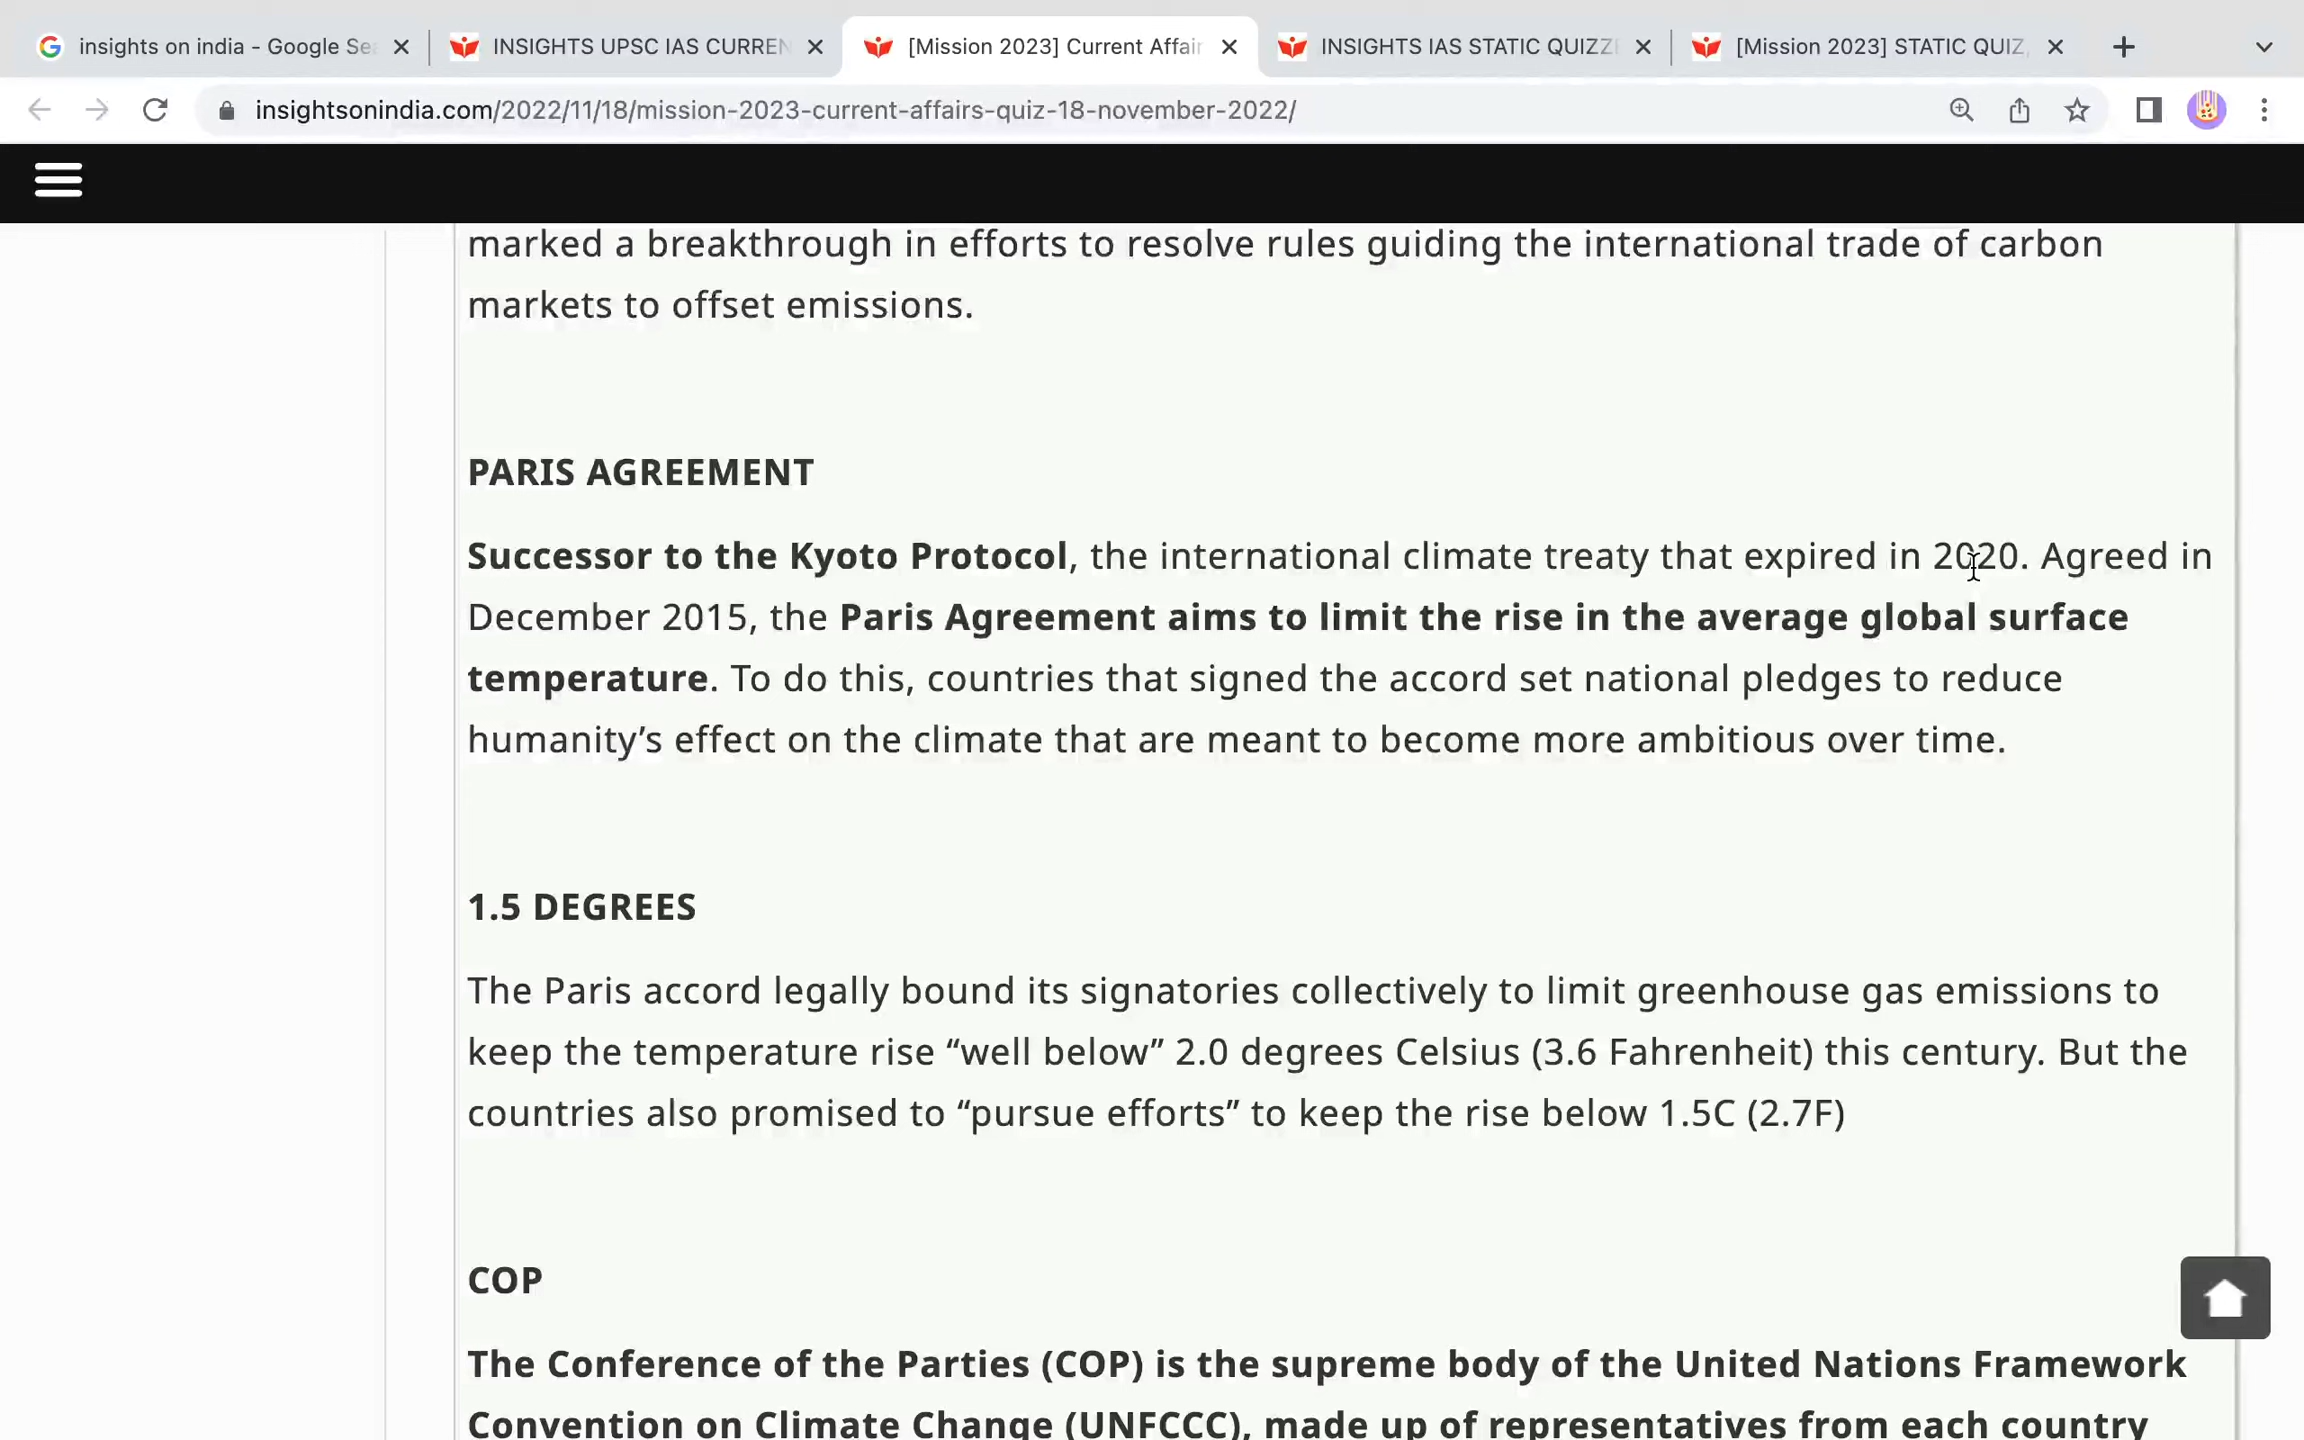 insights on india - Google Se
INSIGHTS UPSC IAS CURREN
[Mission 2023] Current Affair
INSIGHTS IAS STATIC QUIZZ
[Mission 2023] STATIC QUIZ,
insightsonindia.com/2022/11/18/mission-2023-current-affairs-quiz-18-november-2022/
marked a breakthrough in efforts to resolve rules guiding the international trade of carbon
markets to offset emissions.
PARIS AGREEMENT
Successor to the Kyoto Protocol, the international climate treaty that expired in 2020. Agreed in
December 2015, the Paris Agreement aims to limit the rise in the average global surface
temperature. To do this, countries that signed the accord set national pledges to reduce
humanity’s effect on the climate that are meant to become more ambitious over time.
1.5 DEGREES
The Paris accord legally bound its signatories collectively to limit greenhouse gas emissions to
keep the temperature rise “well below” 2.0 degrees Celsius (3.6 Fahrenheit) this century. But the
countries also promised to “pursue efforts” to keep the rise below 1.5C (2.7F)
COP
The Conference of the Parties (COP) is the supreme body of the United Nations Framework
Convention on Climate Change (UNFCCC), made up of representatives from each country